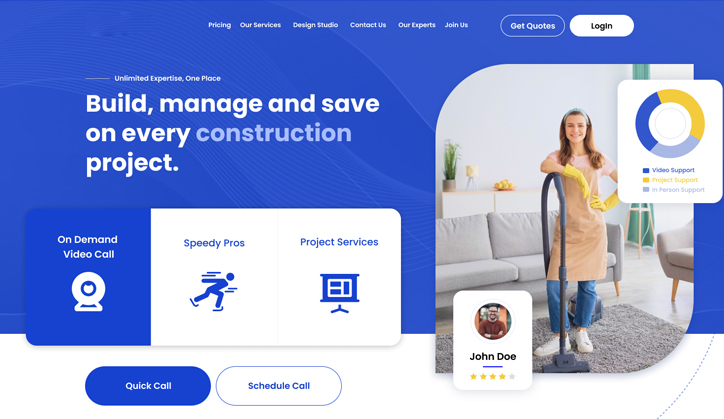 Pricing
Our Services
Design Studio
Contact Us
Our Experts
Join Us
Get Quotes
LogIn
Unlimited Expertise, One Place
Build, manage and save
on every construction
project.
Video Support
Project Support
In Person Support
On Demand
Video Call
Speedy Pros
Project Services
John Doe
Quick Call
Schedule Call